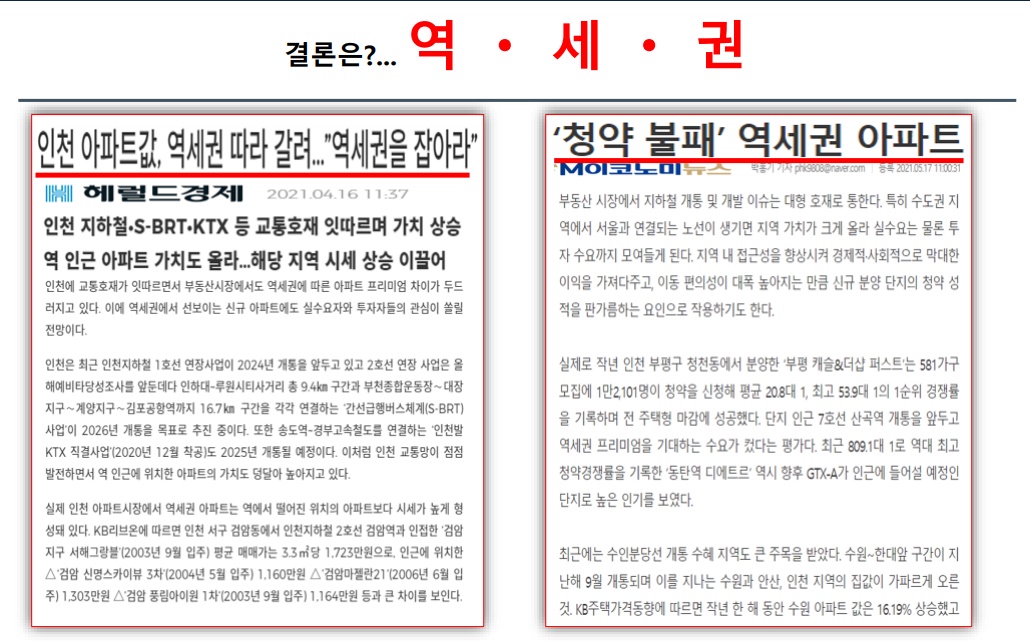 결론은?... 역 · 세 · 권
인천 아파트값, 역세권 따라 갈려..."역세권을 잡아라"
헤럴드경제 2021.04.16 11:37
인천 지하철·S-BRT·KTX 등 교통호재 잇따르며 가치 상승
역 인근 아파트 가치도 올라...해당 지역 시세 상승 이끌어
인천에 교통호재가 잇따르면서 부동산시장에서도 역세권에 따른 아파트 프리미엄 차이가 두드
러지고 있다. 이에 역세권에서 선보이는 신규 아파트에도 실수요자와 투자자들의 관심이 쏠릴
전망이다.
인천은 최근 인천지하철 1호선 연장사업이 2024년 개통을 앞두고 있고 2호선 연장 사업은 올
해예비타당성조사를 앞둔데다 인하대~루원시티사거리 총 9.4㎞ 구간과 부천종합운동장~대장
지구~계양지구~김포공항역까지 16.7㎞ 구간을 각각 연결하는 '간선급행버스체계(S-BRT)
사업'이 2026년 개통을 목표로 추진 중이다. 또한 송도역~경부고속철도를 연결하는 '인천발
KTX 직결사업'(2020년 12월 착공)도 2025년 개통될 예정이다. 이처럼 인천 교통망이 점점
발전하면서 역 인근에 위치한 아파트의 가치도 덩달아 높아지고 있다.
실제 인천 아파트시장에서 역세권 아파트는 역에서 떨어진 위치의 아파트보다 시세가 높게 형
성돼 있다. KB리브온에 따르면 인천 서구 검암동에서 인천지하철 2호선 검암역과 인접한 '검암
지구 서해그랑블'(2003년 9월 입주) 평균 매매가는 3.3㎡당 1,723만원으로, 인근에 위치한
△'검암 신명스카이뷰 3차'(2004년 5월 입주) 1,160만원 △'검암마젤란21'(2006년 6월 입
주) 1,303만원 △'검암 풍림아이원 1차'(2003년 9월 입주) 1,164만원 등과 큰 차이를 보인다.
'청약 불패' 역세권 아파트
M이코노미뉴스 박홍기 기자 phk9808@naver.com | 등록 2021.05.17 11:00:31
부동산 시장에서 지하철 개통 및 개발 이슈는 대형 호재로 통한다. 특히 수도권 지
역에서 서울과 연결되는 노선이 생기면 지역 가치가 크게 올라 실수요는 물론 투
자 수요까지 모여들게 된다. 지역 내 접근성을 향상시켜 경제적·사회적으로 막대한
이익을 가져다주고, 이동 편의성이 대폭 높아지는 만큼 신규 분양 단지의 청약 성
적을 판가름하는 요인으로 작용하기도 한다.
실제로 작년 인천 부평구 청천동에서 분양한 '부평 캐슬&더샵 퍼스트'는 581가구
모집에 1만2,101명이 청약을 신청해 평균 20.8대 1, 최고 53.9대 1의 1순위 경쟁률
을 기록하며 전 주택형 마감에 성공했다. 단지 인근 7호선 산곡역 개통을 앞두고
역세권 프리미엄을 기대하는 수요가 컸다는 평가다. 최근 809.1대 1로 역대 최고
청약경쟁률을 기록한 '동탄역 디에트르' 역시 향후 GTX-A가 인근에 들어설 예정인
단지로 높은 인기를 보였다.
최근에는 수인분당선 개통 수혜 지역도 큰 주목을 받았다. 수원~한대앞 구간이 지
난해 9월 개통되며 이를 지나는 수원과 안산, 인천 지역의 집값이 가파르게 오른
것. KB주택가격동향에 따르면 작년 한 해 동안 수원 아파트 값은 16.19% 상승했고